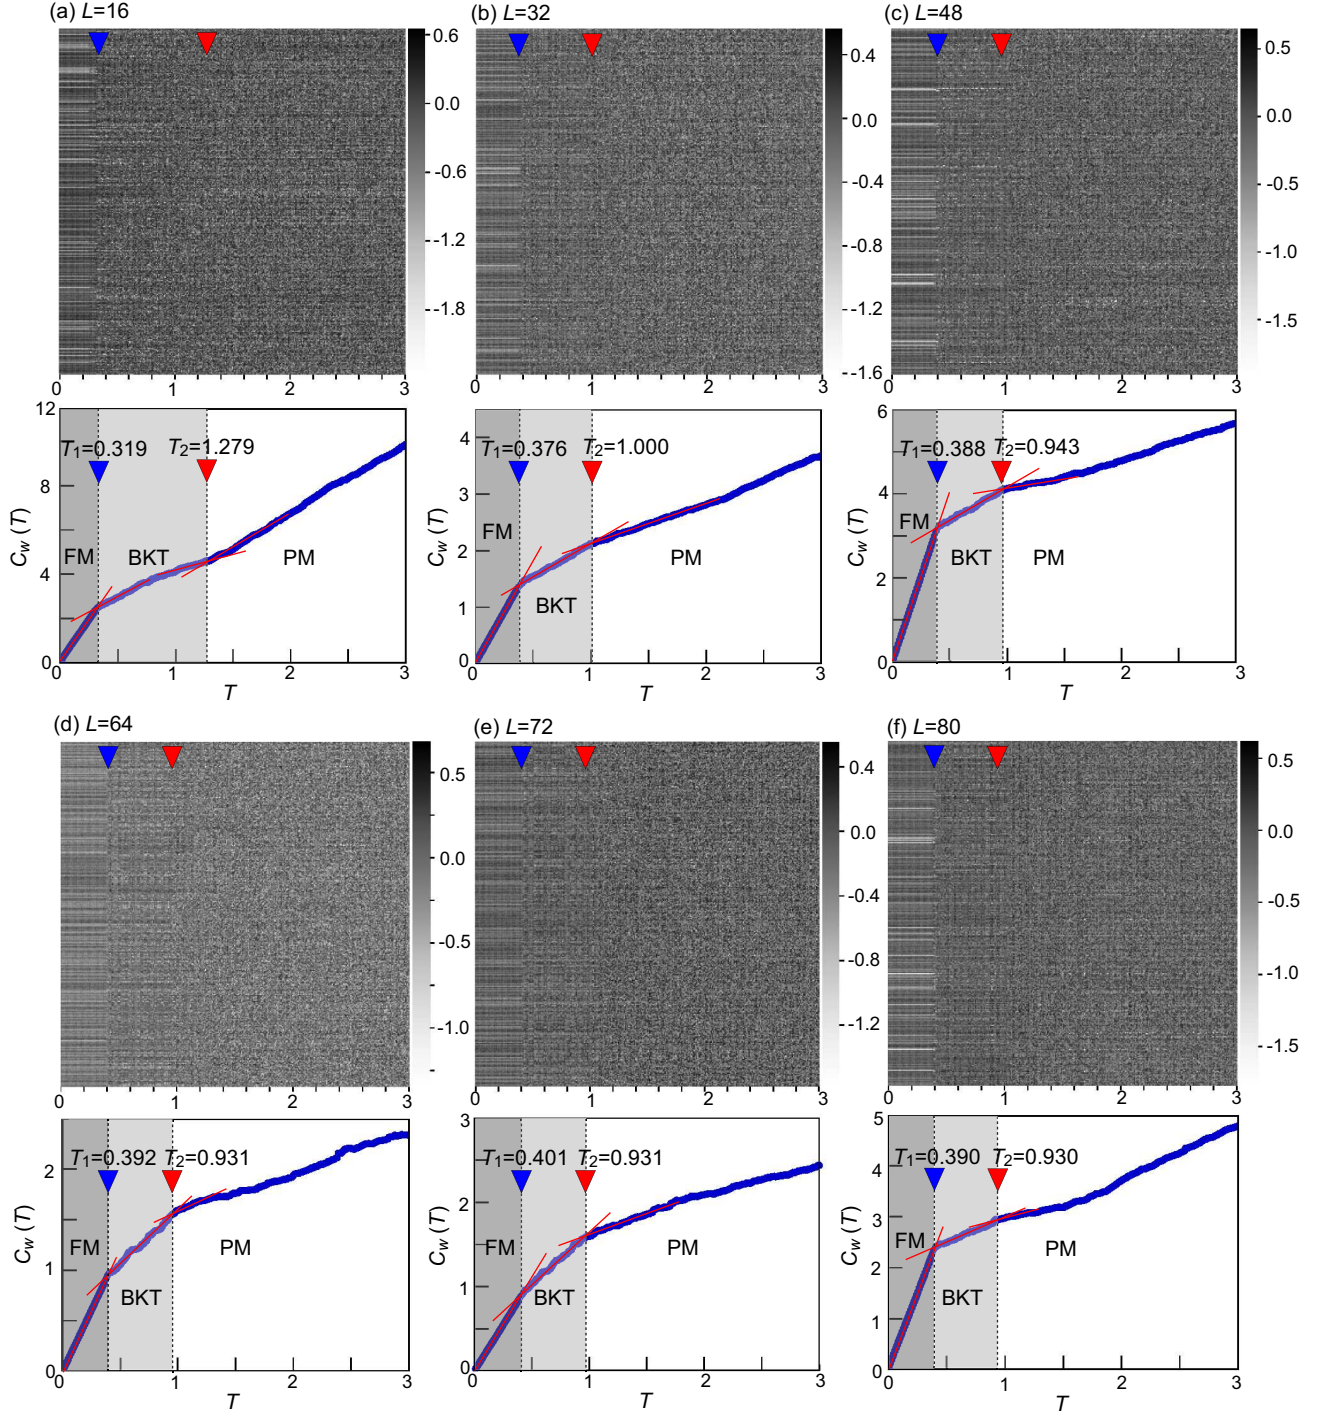 (a) L=16
0.6
0.0
-0.6
-1.2
-1.8
0 1 2 3
12
8
4
0
C_w (T)
T₁=0.319 T₂=1.279
FM BKT PM
0 1 2 3
T
(b) L=32
0.4
0.0
-0.4
-0.8
-1.2
-1.6
0 1 2 3
4
3
2
1
0
T₁=0.376 T₂=1.000
FM
PM
BKT
0 1 2 3
T
(c) L=48
0.5
0.0
-0.5
-1.0
-1.5
0 1 2 3
6
4
2
0
T₁=0.388 T₂=0.943
FM
BKT PM
0 1 2 3
T
(d) L=64
0.5
0.0
-0.5
-1.0
0 1 2 3
2
1
0
C_w (T)
T₁=0.392 T₂=0.931
FM PM
BKT
0 1 2 3
T
(e) L=72
0.4
0.0
-0.4
-0.8
-1.2
0 1 2 3
3
2
1
0
C_w (T)
T₁=0.401 T₂=0.931
FM PM
BKT
0 1 2 3
T
(f) L=80
0.5
0.0
-0.5
-1.0
-1.5
0 1 2 3
5
4
3
2
1
0
C_w (T)
T₁=0.390 T₂=0.930
FM PM
BKT
0 1 2 3
T